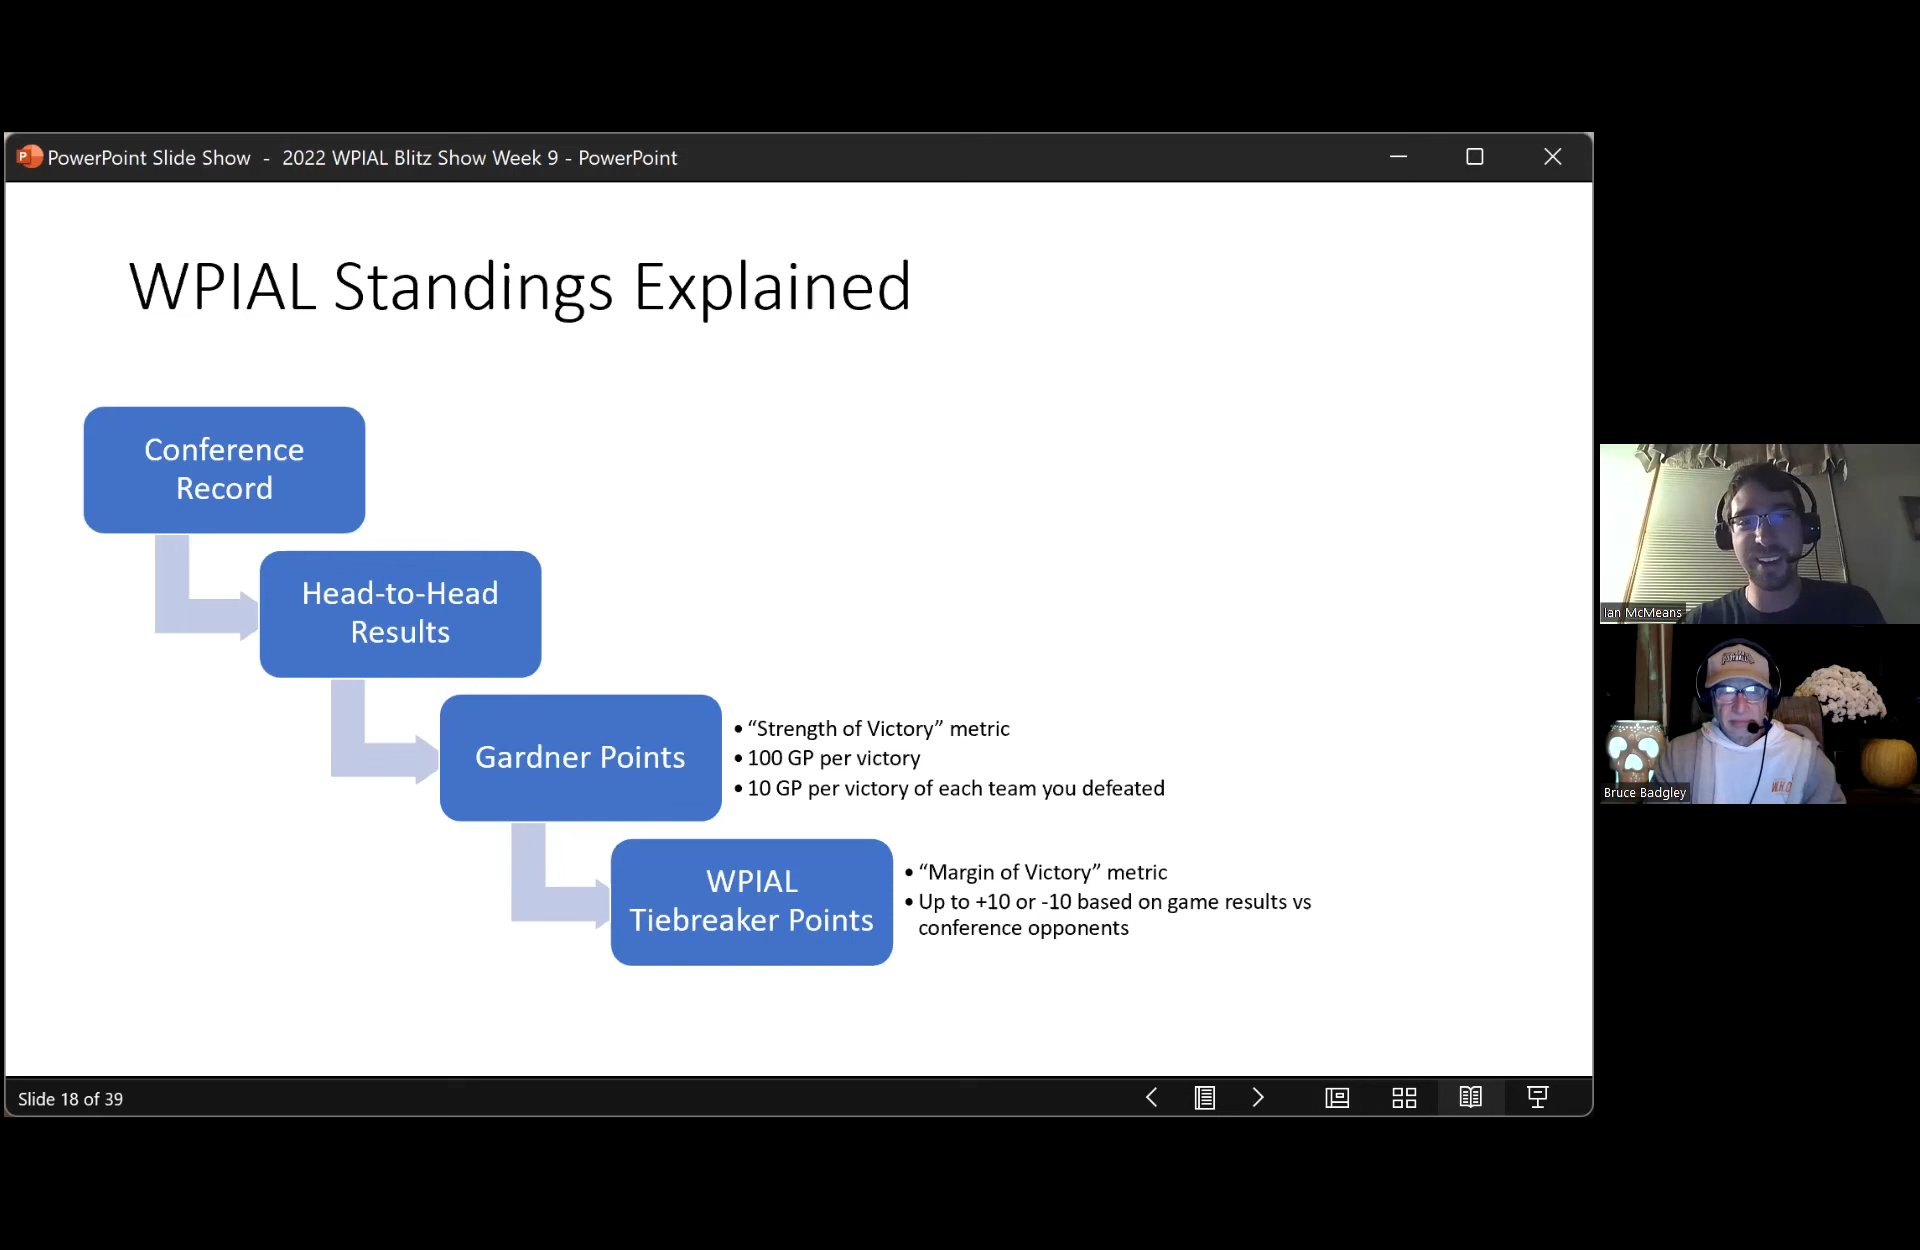 PowerPoint Slide Show - 2022 WPIAL Blitz Show Week 9 - PowerPoint
WPIAL Standings Explained
Conference
Record
Head-to-Head
Results
Gardner Points
• “Strength of Victory” metric
• 100 GP per victory
• 10 GP per victory of each team you defeated
WPIAL
Tiebreaker Points
• “Margin of Victory” metric
• Up to +10 or -10 based on game results vs
conference opponents
Slide 18 of 39
Ian McMeans
Bruce Badgley